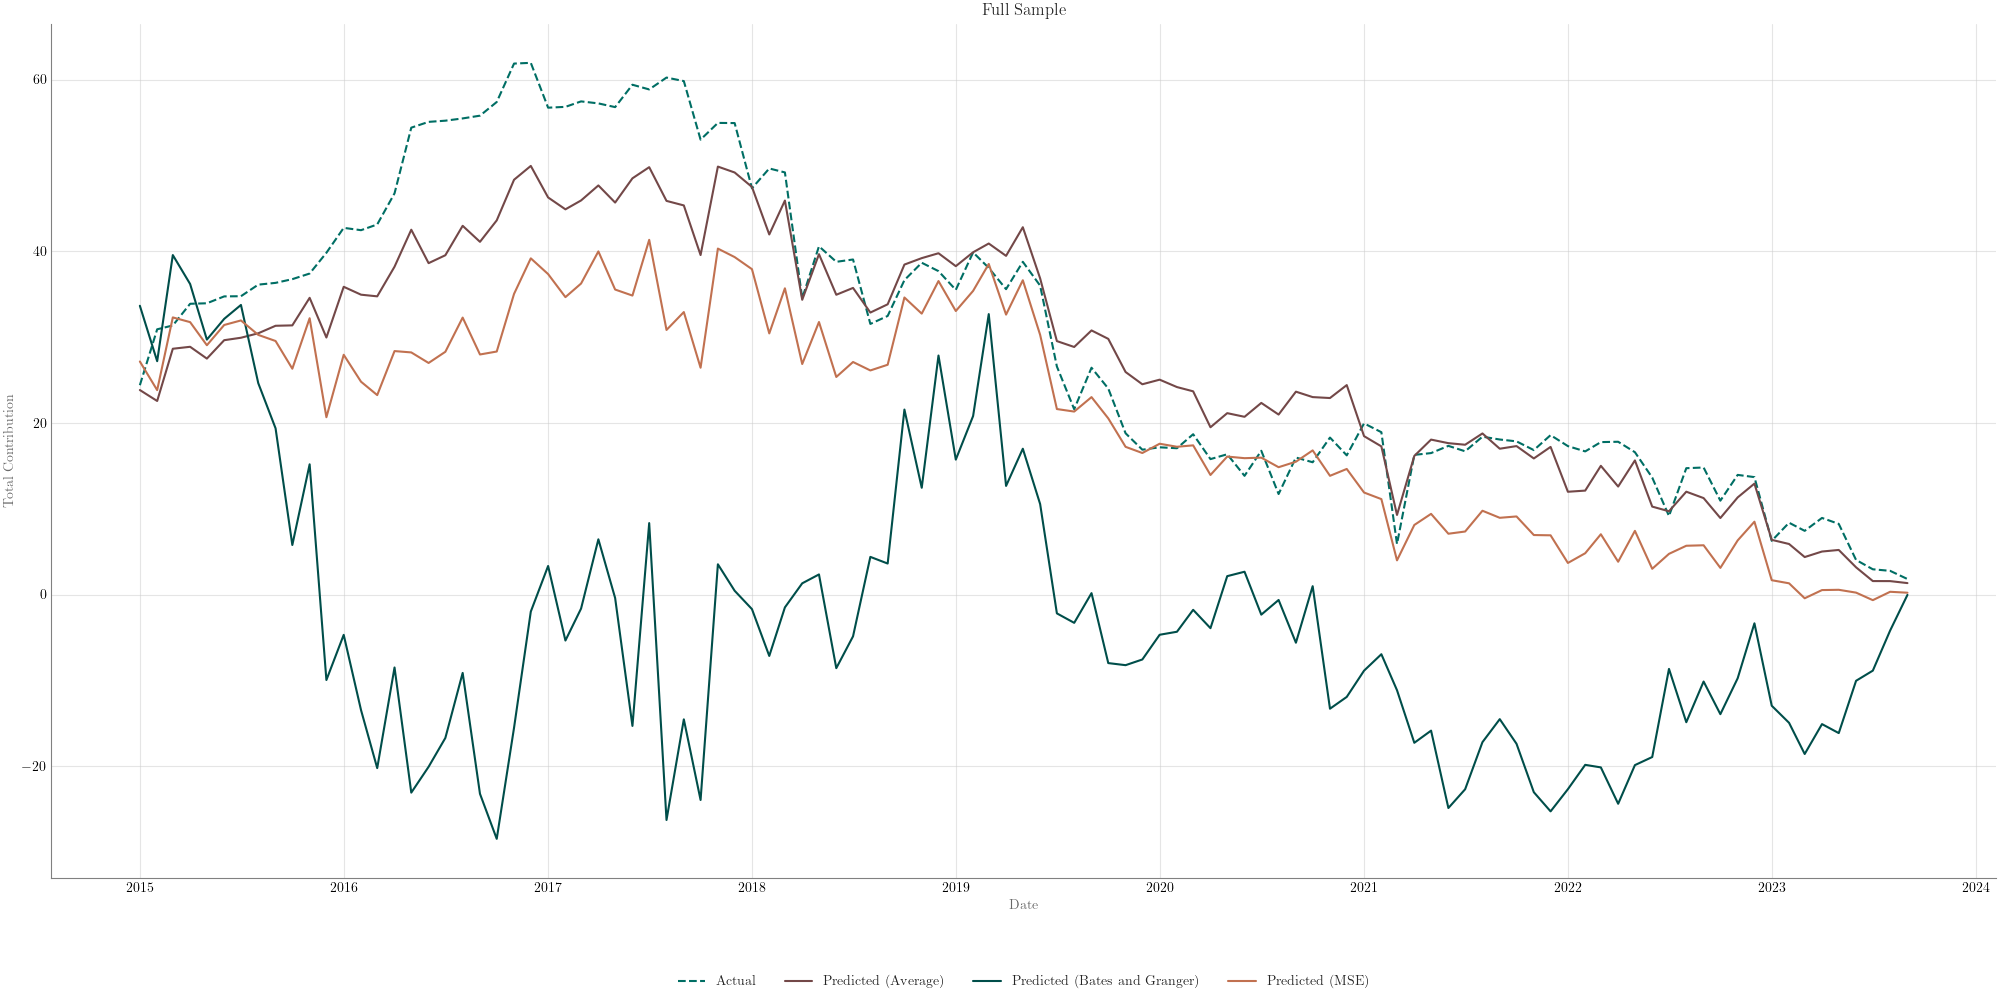 Full Sample
60
40
20
0
−20
Total Contribution
2015 2016 2017 2018 2019 2020 2021 2022 2023 2024
Date
Actual Predicted (Average) Predicted (Bates and Granger) Predicted (MSE)